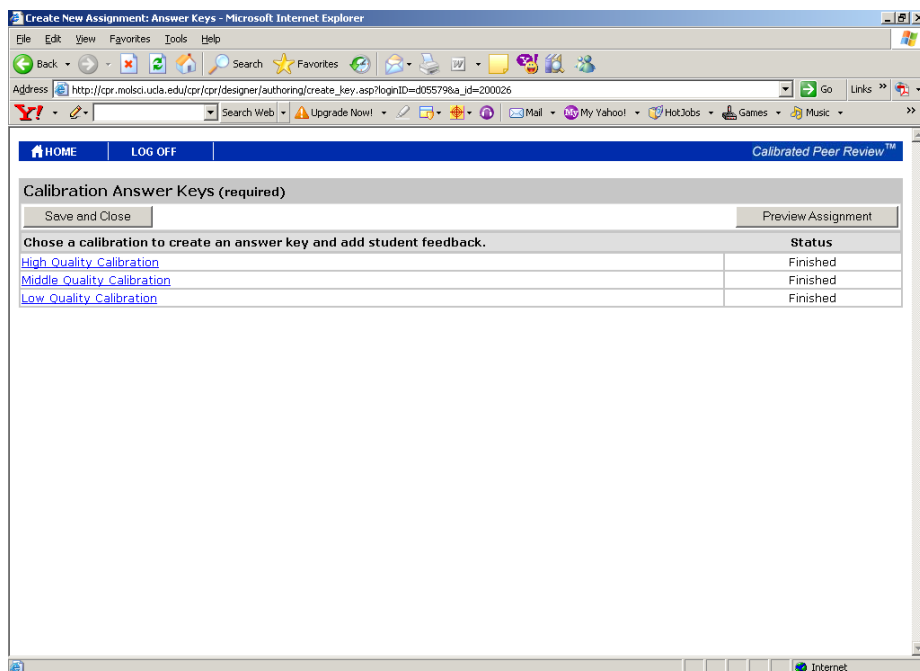 Create New Assignment: Answer Keys - Microsoft Internet Explorer
File Edit View Favorites Tools Help
Back Search Favorites
Address http://cpr.molsci.ucla.edu/cpr/cpr/designer/authoring/create_key.asp?loginID=d05579&a_id=200026 Go Links »
Y! Search Web Upgrade Now! Mail My Yahoo! HotJobs Games Music »
HOME LOG OFF Calibrated Peer Review™
Calibration Answer Keys (required)
Save and Close Preview Assignment
Chose a calibration to create an answer key and add student feedback. Status
High Quality Calibration Finished
Middle Quality Calibration Finished
Low Quality Calibration Finished
Internet